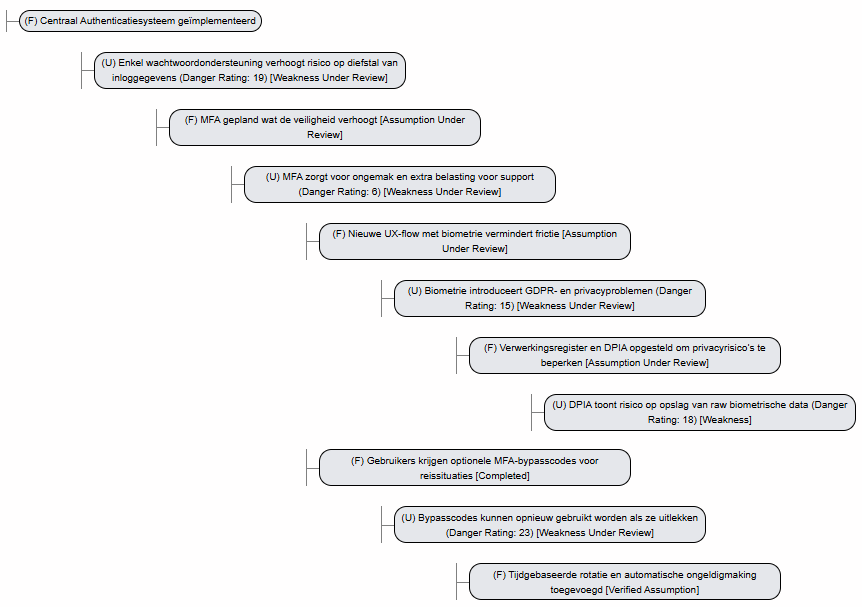 (F) Centraal Authenticatiesysteem geïmplementeerd
(U) Enkel wachtwoordondersteuning verhoogt risico op diefstal van
inloggegevens (Danger Rating: 19) [Weakness Under Review]
(F) MFA gepland wat de veiligheid verhoogt [Assumption Under
Review]
(U) MFA zorgt voor ongemak en extra belasting voor support
(Danger Rating: 6) [Weakness Under Review]
(F) Nieuwe UX-flow met biometrie vermindert frictie [Assumption
Under Review]
(U) Biometrie introduceert GDPR- en privacyproblemen (Danger
Rating: 15) [Weakness Under Review]
(F) Verwerkingsregister en DPIA opgesteld om privacyrisico's te
beperken [Assumption Under Review]
(U) DPIA toont risico op opslag van raw biometrische data (Danger
Rating: 18) [Weakness]
(F) Gebruikers krijgen optionele MFA-bypasscodes voor
reissituaties [Completed]
(U) Bypasscodes kunnen opnieuw gebruikt worden als ze uitlekken
(Danger Rating: 23) [Weakness Under Review]
(F) Tijdgebaseerde rotatie en automatische ongeldigmaking
toegevoegd [Verified Assumption]